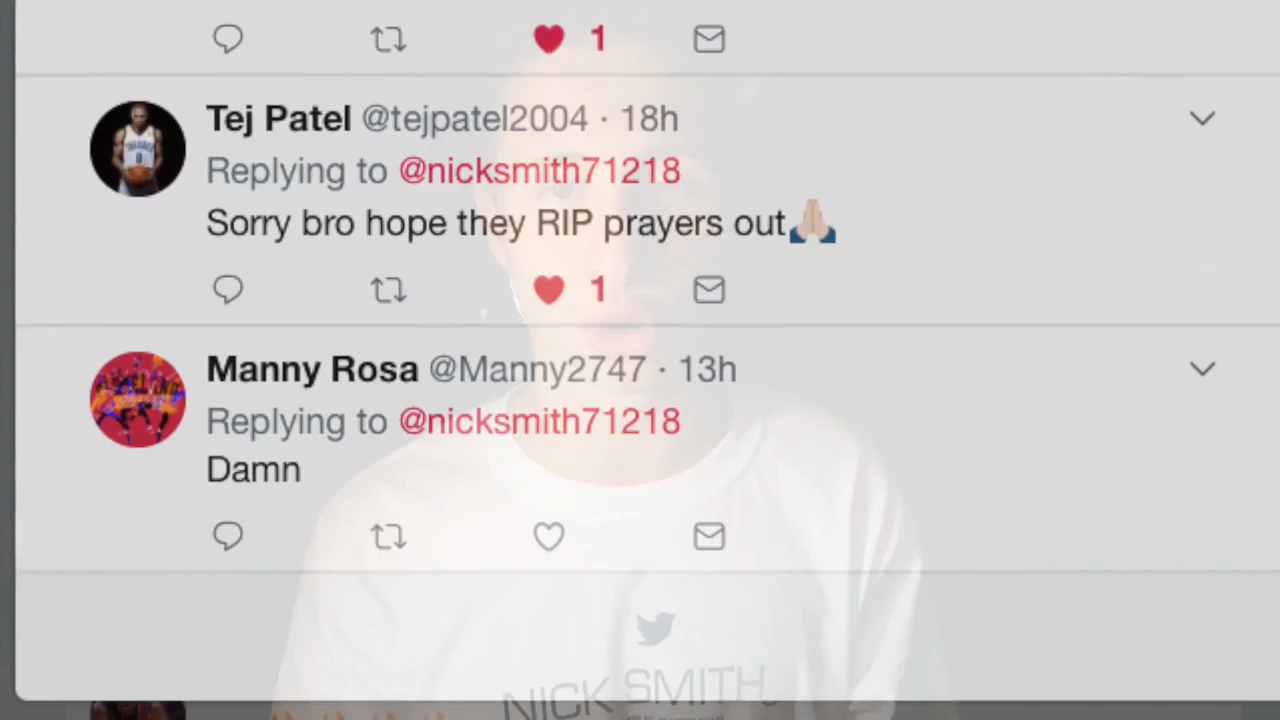 1
Tej Patel @tejpatel2004 · 18h
Replying to @nicksmith71218
Sorry bro hope they RIP prayers out🙏🏼
1
Manny Rosa @Manny2747 · 13h
Replying to @nicksmith71218
Damn
NICK SMITH